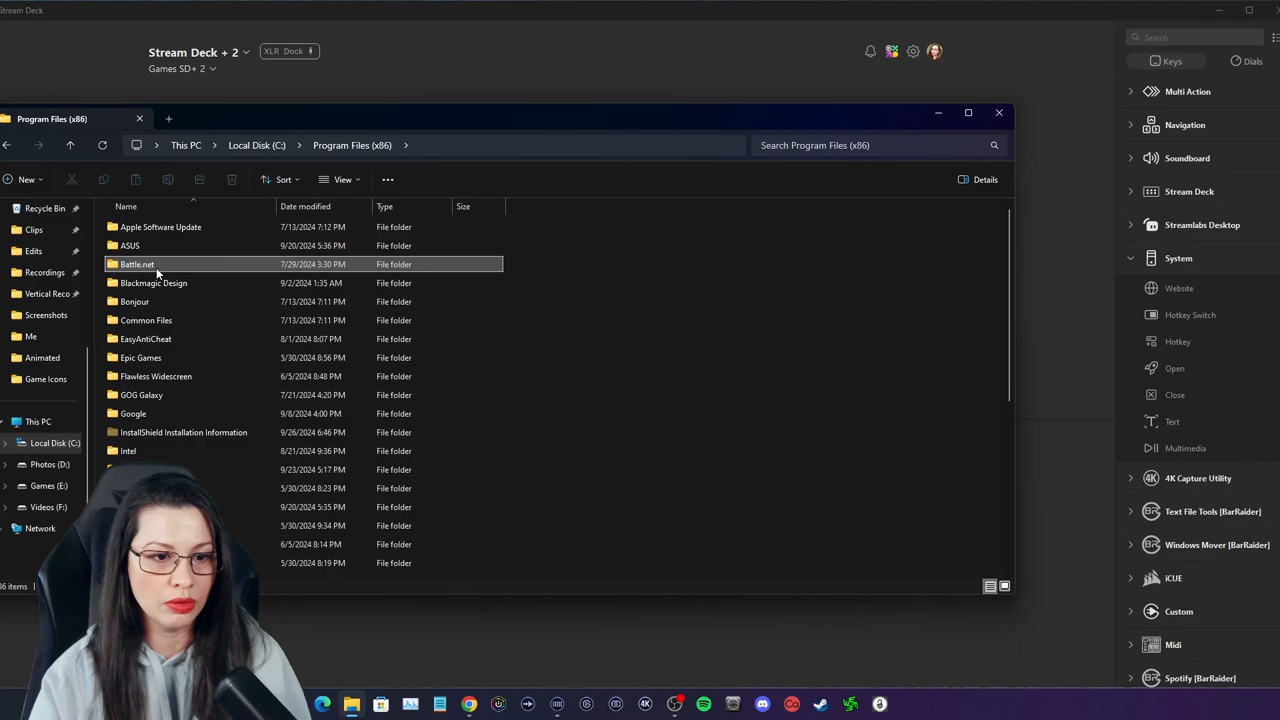 Stream Deck
Stream Deck + 2
XLR Dock
Games SD+ 2
Search
Keys
Dials
Multi Action
Navigation
Soundboard
Stream Deck
Streamlabs Desktop
System
Website
Hotkey Switch
Hotkey
Open
Close
Text
Multimedia
4K Capture Utility
Text File Tools [BarRaider]
Windows Mover [BarRaider]
iCUE
Custom
Midi
Spotify [BarRaider]
Program Files (x86)
This PC
Local Disk (C:)
Program Files (x86)
Search Program Files (x86)
New
Sort
View
Details
Recycle Bin
Clips
Edits
Recordings
Vertical Reco
Screenshots
Me
Animated
Game Icons
This PC
Local Disk (C:)
Photos (D:)
Games (E:)
Videos (F:)
Network
Name Date modified Type Size
Apple Software Update 7/13/2024 7:12 PM File folder
ASUS 9/20/2024 5:36 PM File folder
Battle.net 7/29/2024 3:30 PM File folder
Blackmagic Design 9/2/2024 1:35 AM File folder
Bonjour 7/13/2024 7:11 PM File folder
Common Files 7/13/2024 7:11 PM File folder
EasyAntiCheat 8/1/2024 8:07 PM File folder
Epic Games 5/30/2024 8:56 PM File folder
Flawless Widescreen 6/5/2024 8:48 PM File folder
GOG Galaxy 7/21/2024 4:20 PM File folder
Google 9/8/2024 4:00 PM File folder
InstallShield Installation Information 9/26/2024 6:46 PM File folder
Intel 8/21/2024 9:36 PM File folder
9/23/2024 5:17 PM File folder
5/30/2024 8:23 PM File folder
9/20/2024 5:35 PM File folder
5/30/2024 9:34 PM File folder
6/5/2024 8:14 PM File folder
5/30/2024 8:19 PM File folder
36 items